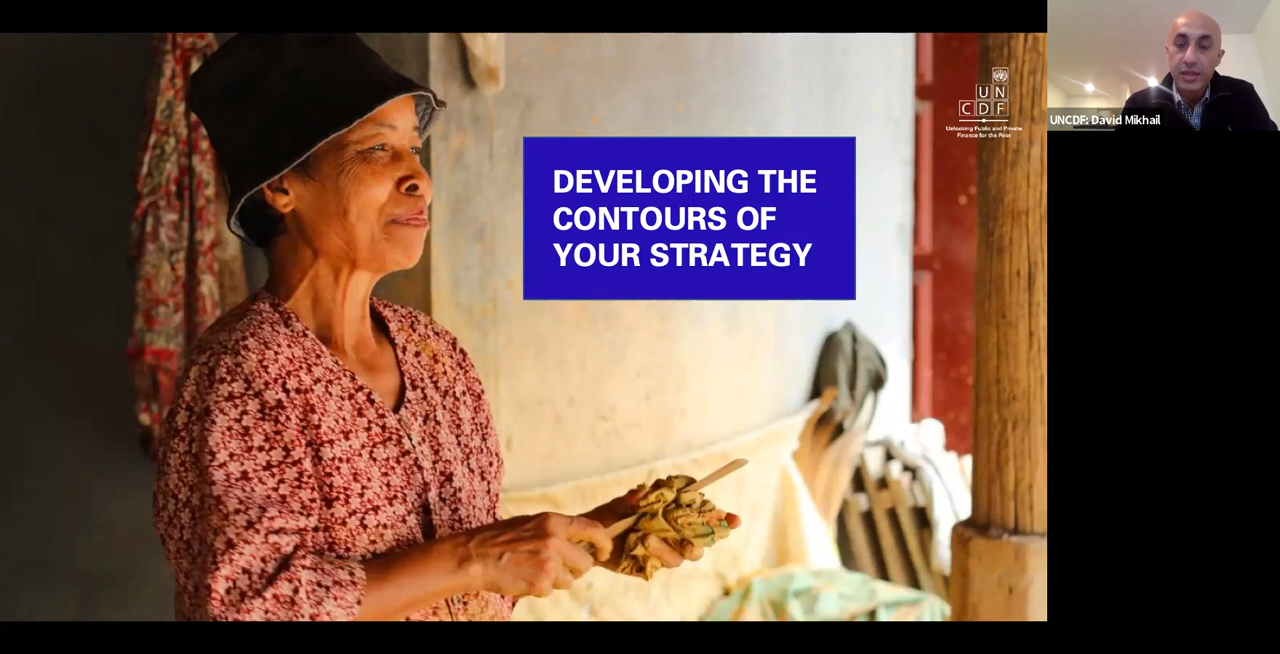 DEVELOPING THE
CONTOURS OF
YOUR STRATEGY
UN
CDF
Unlocking Public and Private
Finance for the Poor
UNCDF: David Mikhail